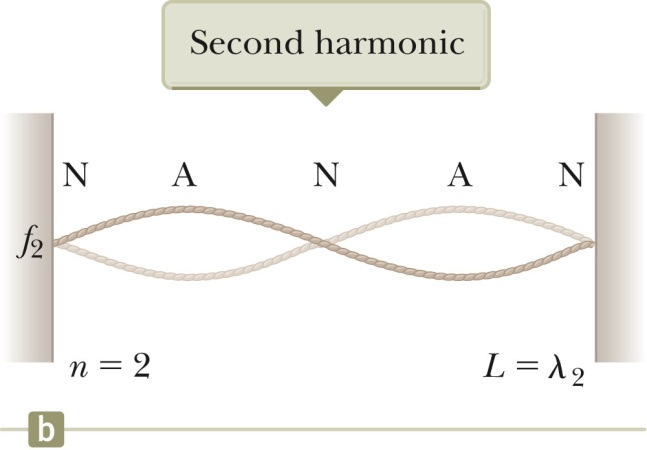 Second harmonic
N A N A N
f₂
n = 2 L = λ₂
b